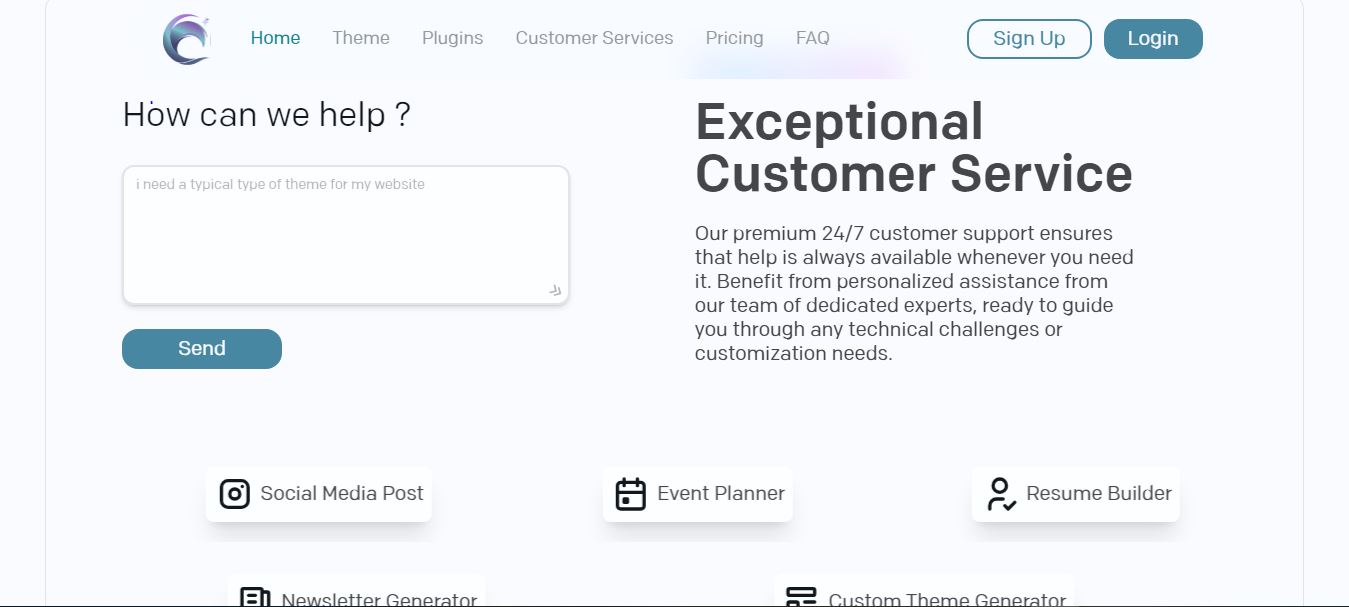 Home Theme Plugins Customer Services Pricing FAQ Sign Up Login
How can we help ?
i need a typical type of theme for my website
Send
Exceptional
Customer Service
Our premium 24/7 customer support ensures
that help is always available whenever you need
it. Benefit from personalized assistance from
our team of dedicated experts, ready to guide
you through any technical challenges or
customization needs.
Social Media Post Event Planner Resume Builder
Newsletter Generator Custom Theme Generator